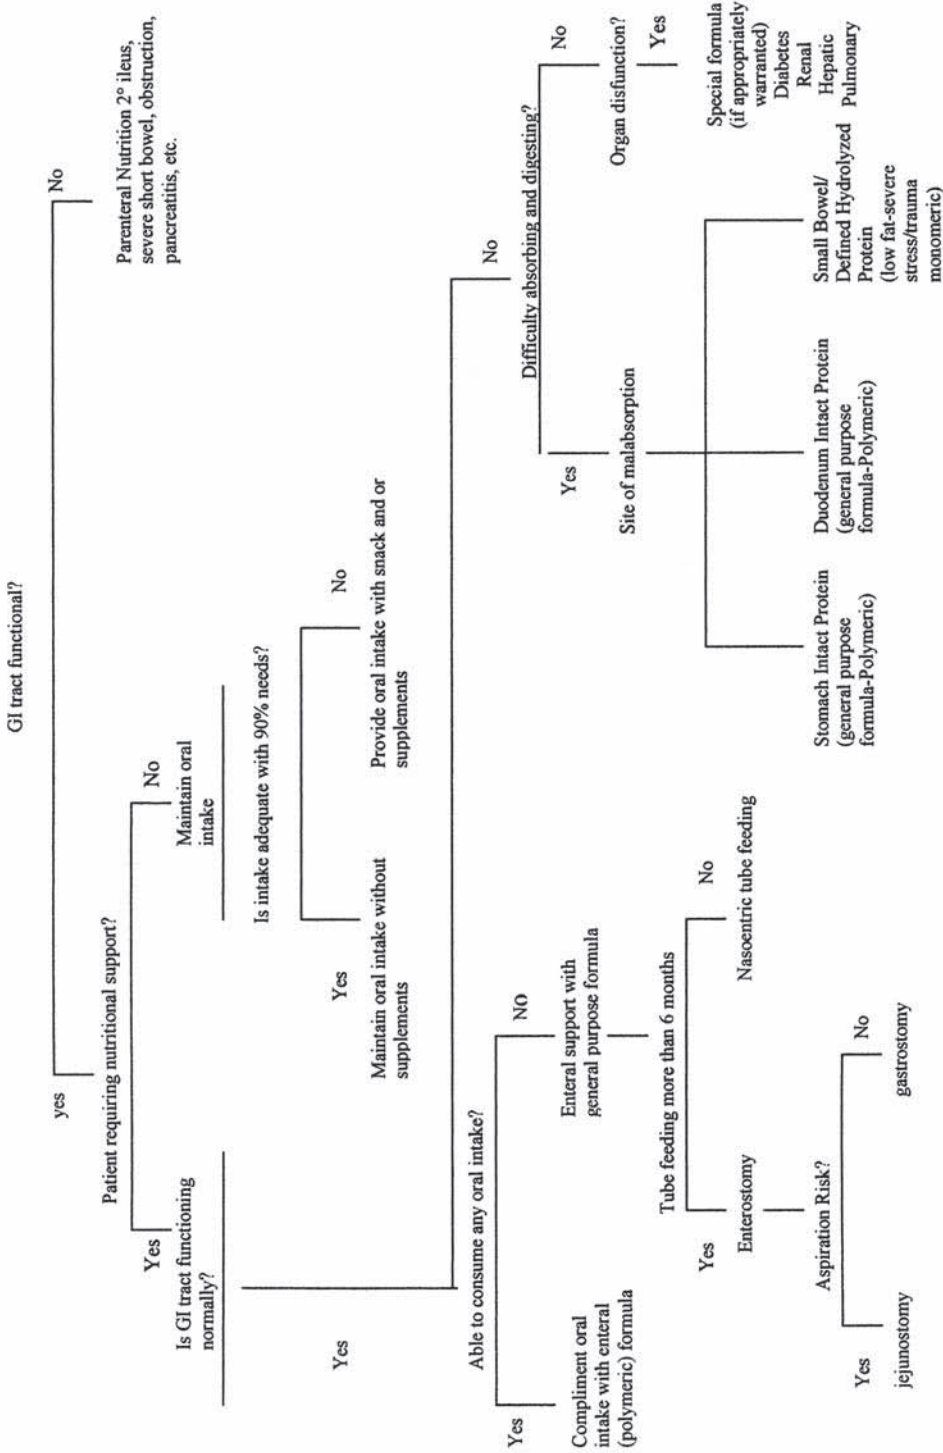 GI tract functional?
yes
No
Patient requiring nutritional support?
Parenteral Nutrition 2° ileus,
severe short bowel, obstruction,
pancreatitis, etc.
Yes
No
Is GI tract functioning
normally?
Maintain oral
intake
Is intake adequate with 90% needs?
Yes
No
Maintain oral intake without
supplements
Provide oral intake with snack and or
supplements
Yes
No
Able to consume any oral intake?
Difficulty absorbing and digesting?
Yes
NO
Yes
No
Compliment oral
intake with enteral
(polymeric) formula
Enteral support with
general purpose formula
Site of malabsorption
Organ disfunction?
Yes
Tube feeding more than 6 months
Special formula
(if appropriately
warranted)
Diabetes
Renal
Hepatic
Pulmonary
Yes
No
Enterostomy
Nasoentric tube feeding
Stomach Intact Protein
(general purpose
formula-Polymeric)
Duodenum Intact Protein
(general purpose
formula-Polymeric)
Small Bowel/
Defined Hydrolyzed
Protein
(low fat-severe
stress/trauma
monomeric)
Aspiration Risk?
Yes
No
jejunostomy
gastrostomy